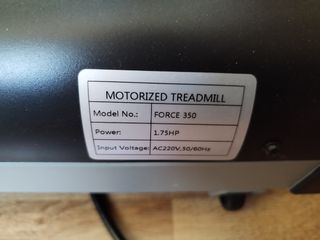 MOTORIZED TREADMILL
Model No.: FORCE 350
Power: 1.75HP
Input Voltage: AC220V,50/60Hz